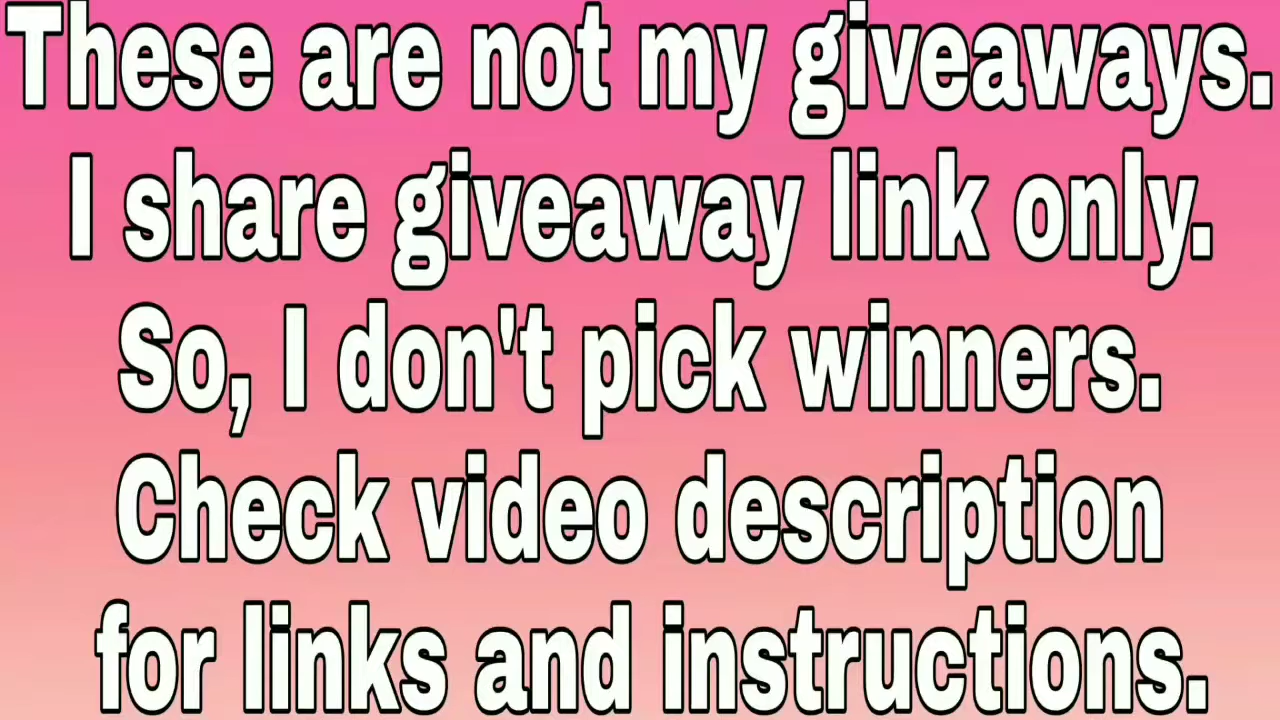 These are not my giveaways.
I share giveaway link only.
So, I don't pick winners.
Check video description
for links and instructions.